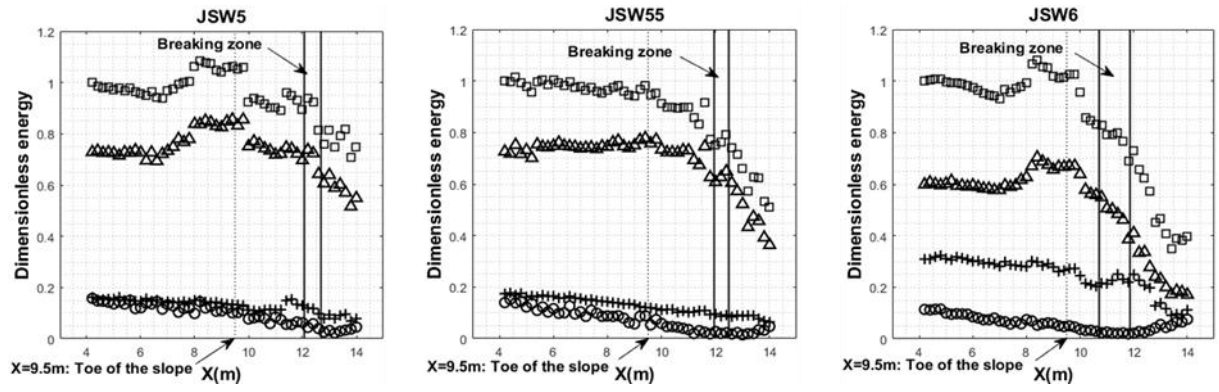 JSW5
Breaking zone
Dimensionless energy
1.2
1
0.8
0.6
0.4
0.2
0
4 6 8 10 12 14
X=9.5m: Toe of the slope
X(m)
JSW55
Breaking zone
Dimensionless energy
1.2
1
0.8
0.6
0.4
0.2
0
4 6 8 10 12 14
X=9.5m: Toe of the slope
X(m)
JSW6
Breaking zone
Dimensionless energy
1.2
1
0.8
0.6
0.4
0.2
0
4 6 8 10 12 14
X=9.5m: Toe of the slope
X(m)